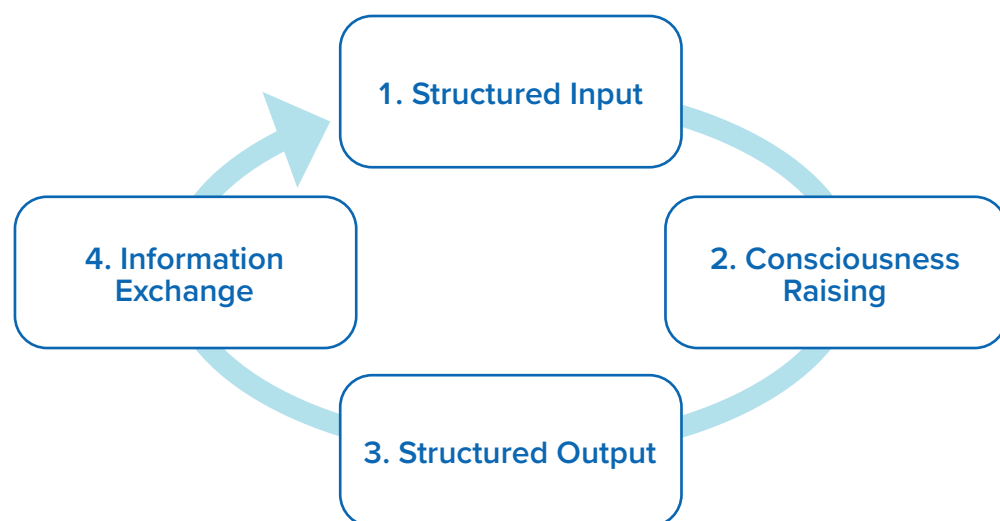 1. Structured Input
2. Consciousness
Raising
3. Structured Output
4. Information
Exchange